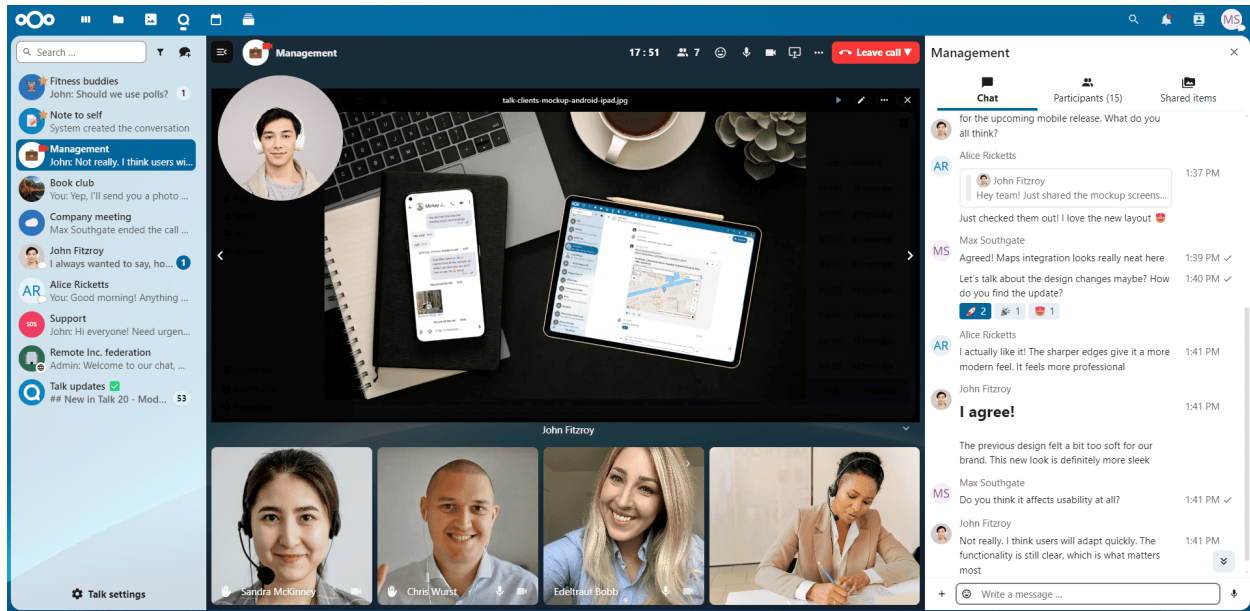 MS
Search ...
Fitness buddies
John: Should we use polls? 1
Note to self
System created the conversation
Management
John: Not really. I think users wi...
Book club
You: Yep, I'll send you a photo ...
Company meeting
Max Southgate ended the call ...
John Fitzroy
I always wanted to say, ho... 1
AR
Alice Ricketts
You: Good morning! Anything ...
SOS
Support
John: Hi everyone! Need urgen...
Remote Inc. federation
Admin: Welcome to our chat, ...
Talk updates ✅
## New in Talk 20 - Mod... 53
Talk settings
Management
17 : 51
7
Leave call
talk-clients-mockup-android-ipad.jpg
John Fitzroy
Sandra McKinney
Chris Wurst
Edeltraut Bobb
Management
Chat
Participants (15)
Shared items
for the upcoming mobile release. What do you
all think?
AR
Alice Ricketts
John Fitzroy
Hey team! Just shared the mockup screens...
1:37 PM
Just checked them out! I love the new layout 😍
MS
Max Southgate
Agreed! Maps integration looks really neat here 1:39 PM
Let's talk about the design changes maybe? How 1:40 PM
do you find the update?
🚀 2 🎉 1 😍 1
AR
Alice Ricketts
I actually like it! The sharper edges give it a more 1:41 PM
modern feel. It feels more professional
John Fitzroy
I agree! 1:41 PM
The previous design felt a bit too soft for our
brand. This new look is definitely more sleek
MS
Max Southgate
Do you think it affects usability at all? 1:41 PM
John Fitzroy
Not really. I think users will adapt quickly. The 1:41 PM
functionality is still clear, which is what matters
most
Write a message ...